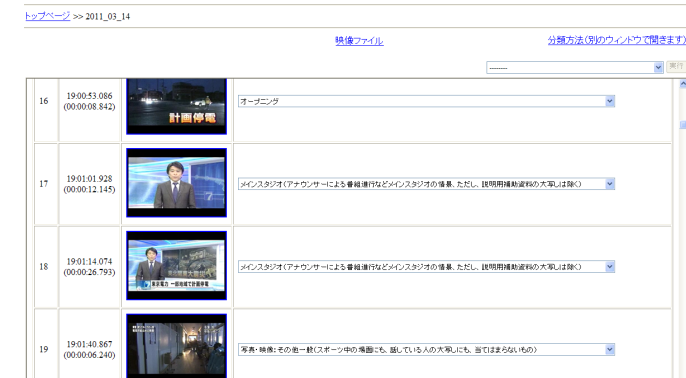 トップページ >> 2011_03_14
映像ファイル
分類方法(別のウィンドウで開きます)
--------
実行
16
19:00:53.086
(00:00:08.842)
計画停電
オープニング
17
19:01:01.928
(00:00:12.145)
7
メインスタジオ(アナウンサーによる番組進行などメインスタジオの情景、ただし、説明用補助資料の大写しは除く)
18
19:01:14.074
(00:00:26.793)
東京電力 一部地域で計画停電
メインスタジオ(アナウンサーによる番組進行などメインスタジオの情景、ただし、説明用補助資料の大写しは除く)
19
19:01:40.867
(00:00:06.240)
写真・映像:その他一般(スポーツ中の場面にも、話している人の大写しにも、当てはまらないもの)